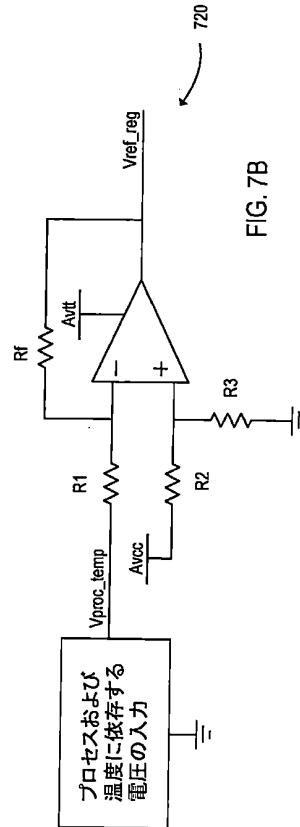 プロセスおよび
温度に依存する
電圧の入力
Vproc_temp
R1
Avcc
R2
R3
Rf
Avtt
−
+
Vref_reg
720
FIG. 7B